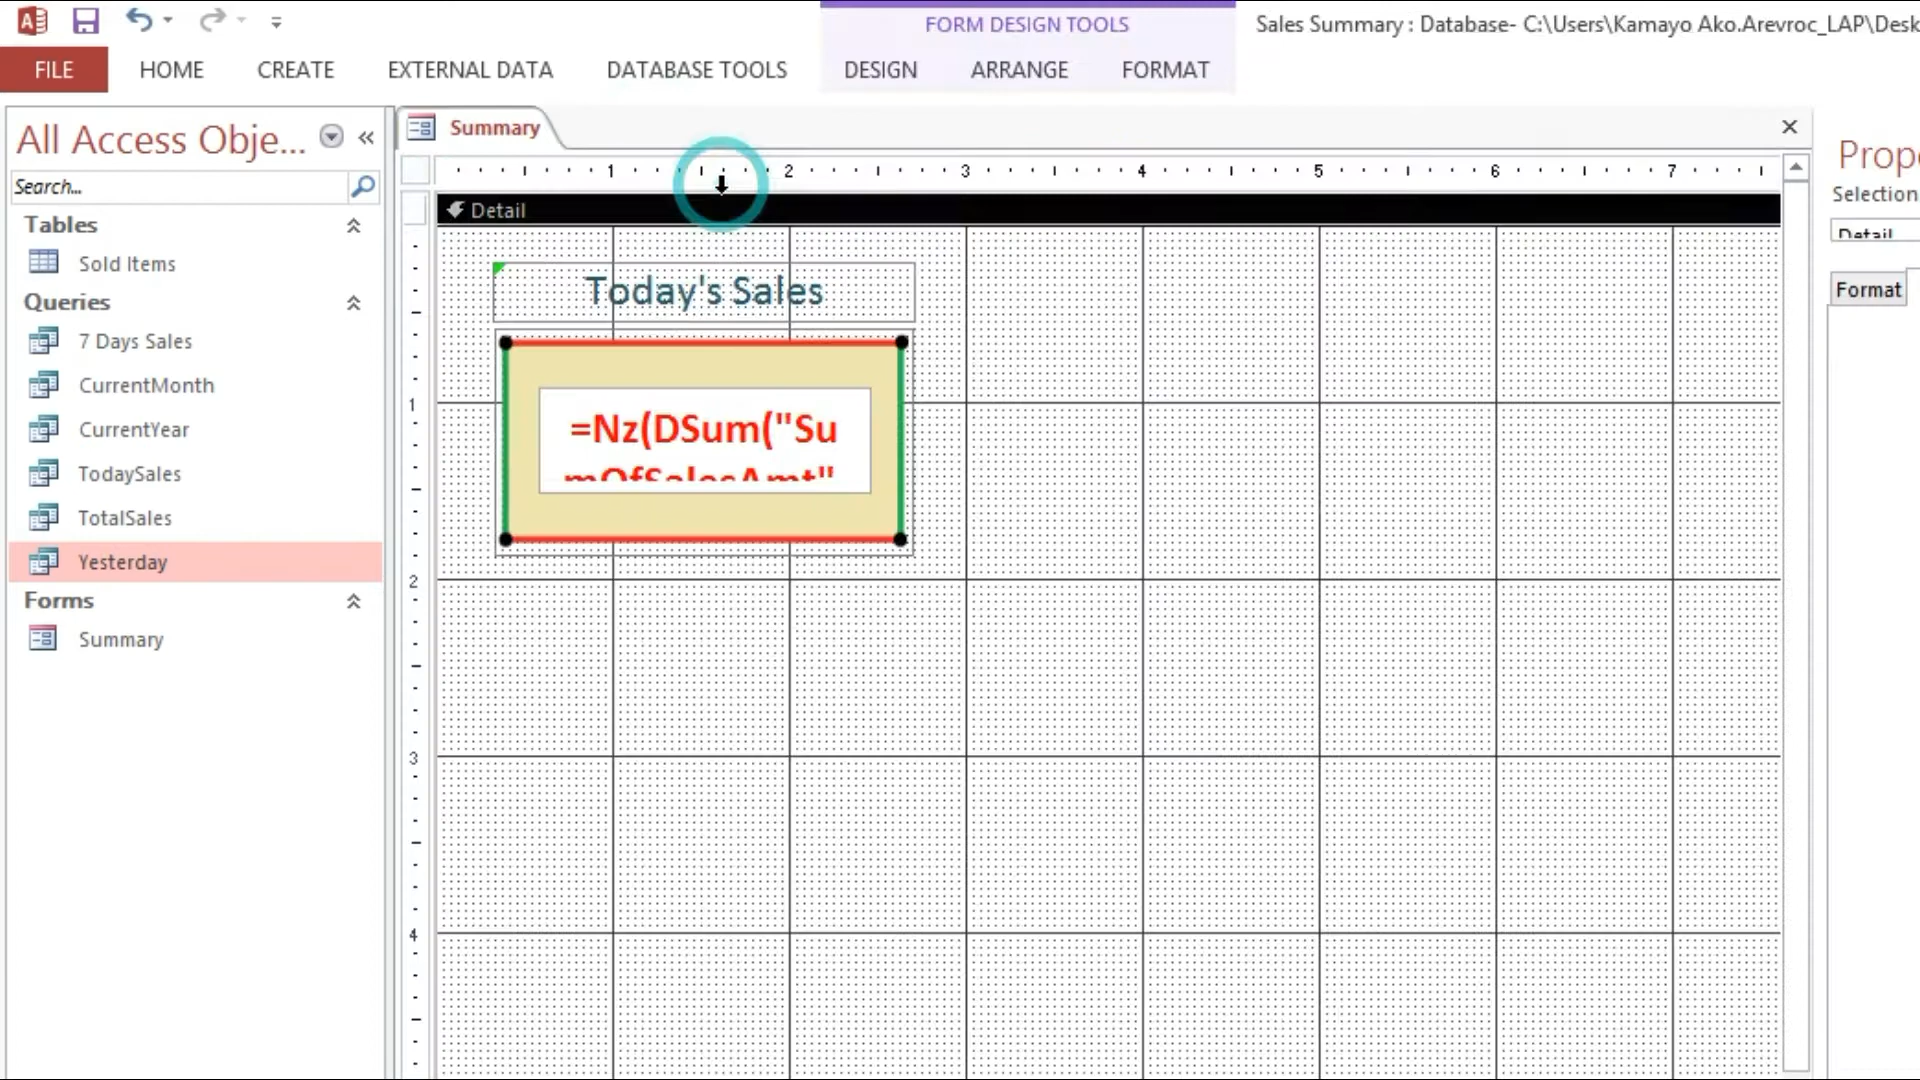 FORM DESIGN TOOLS
Sales Summary : Database- C:\Users\Kamayo Ako.Arevroc_LAP\Desk
FILE HOME CREATE EXTERNAL DATA DATABASE TOOLS DESIGN ARRANGE FORMAT
All Access Obje...
Search...
Tables
Sold Items
Queries
7 Days Sales
CurrentMonth
CurrentYear
TodaySales
TotalSales
Yesterday
Forms
Summary
Summary
1 2 3 4 5 6 7
Detail
Today's Sales
=Nz(DSum("Su
mOfSalesAmt"
1
2
3
4
Prop
Selection
Detail
Format